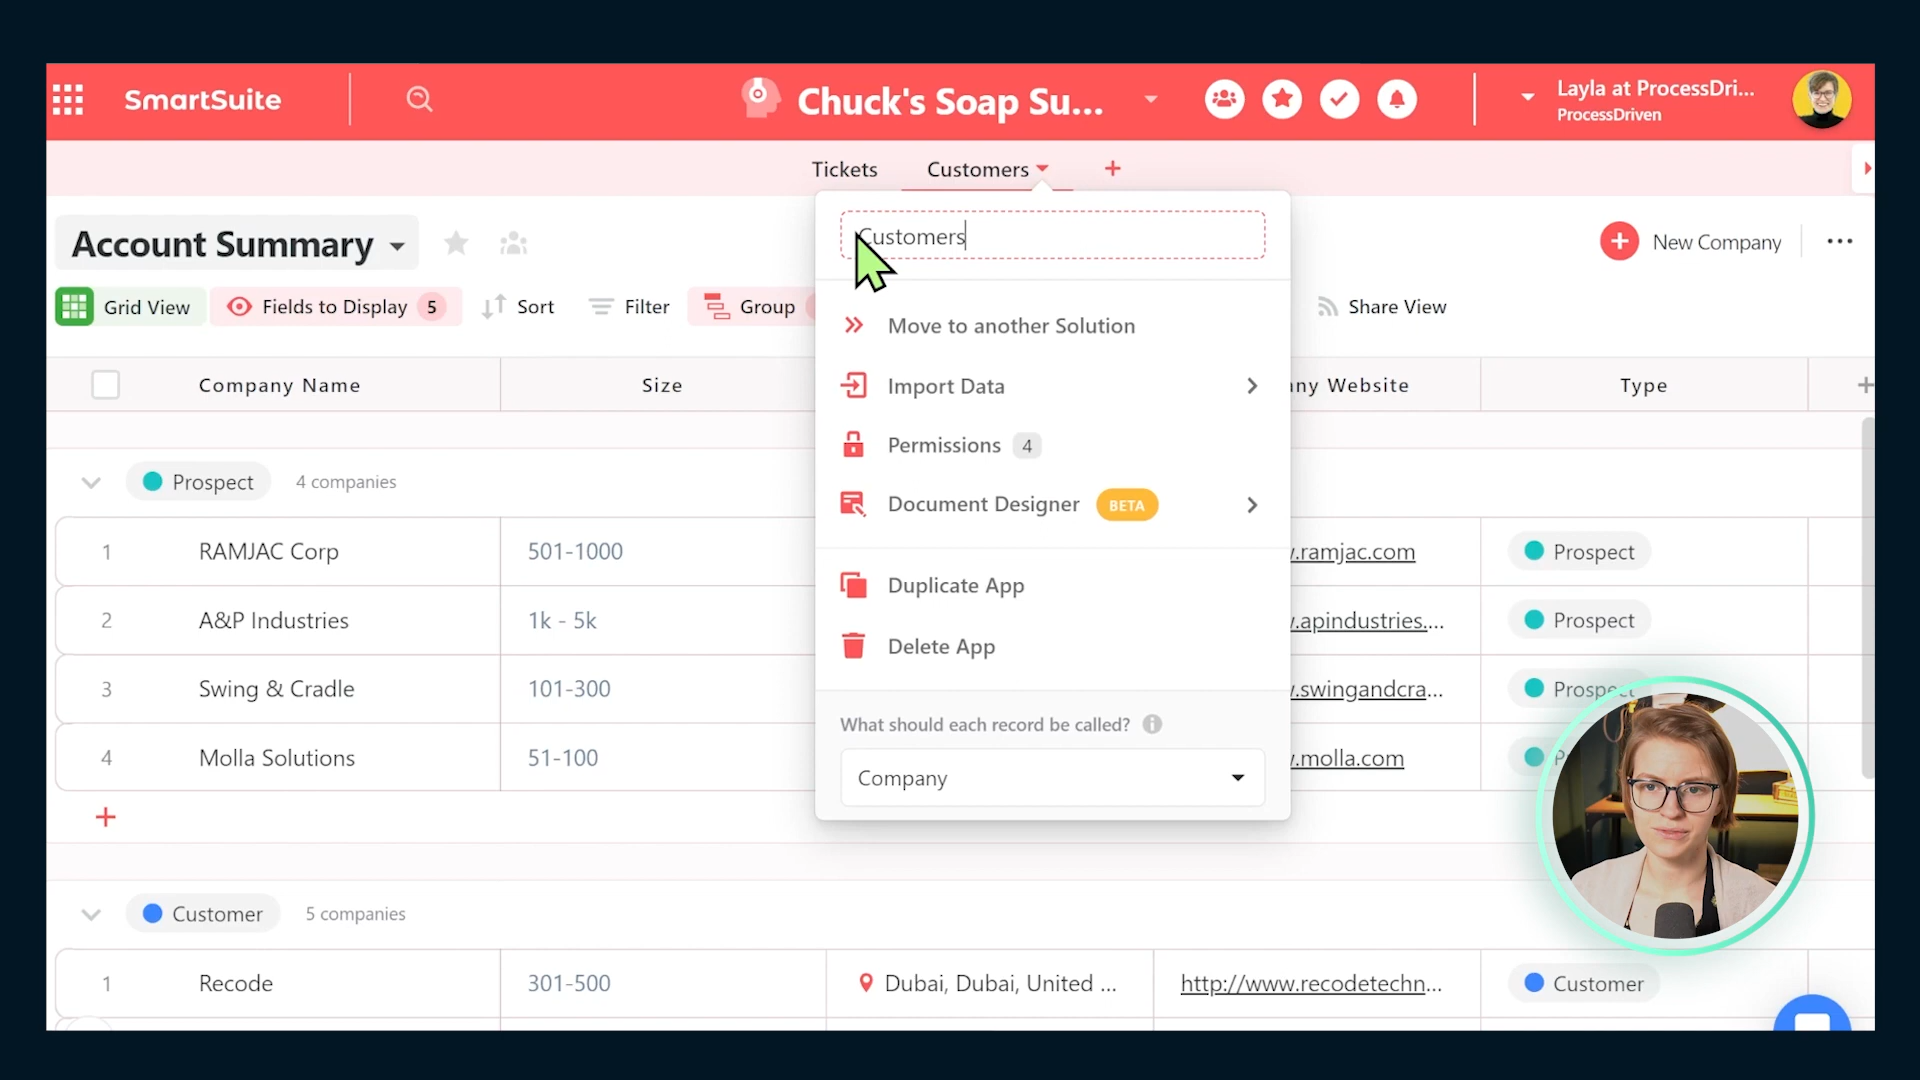 SmartSuite
Chuck's Soap Su...
Layla at ProcessDri...
ProcessDriven
Tickets
Customers
+
Account Summary
New Company
Customers
Grid View
Fields to Display 5
Sort
Filter
Group
Share View
Move to another Solution
Import Data
Permissions 4
Document Designer BETA
Duplicate App
Delete App
What should each record be called?
Company
Company Name
Size
ny Website
Type
Prospect 4 companies
1 RAMJAC Corp 501-1000 .ramjac.com Prospect
2 A&P Industries 1k - 5k .apindustries.... Prospect
3 Swing & Cradle 101-300 .swingandcra... Prospect
4 Molla Solutions 51-100 .molla.com
Customer 5 companies
1 Recode 301-500 Dubai, Dubai, United ... http://www.recodetechn... Customer